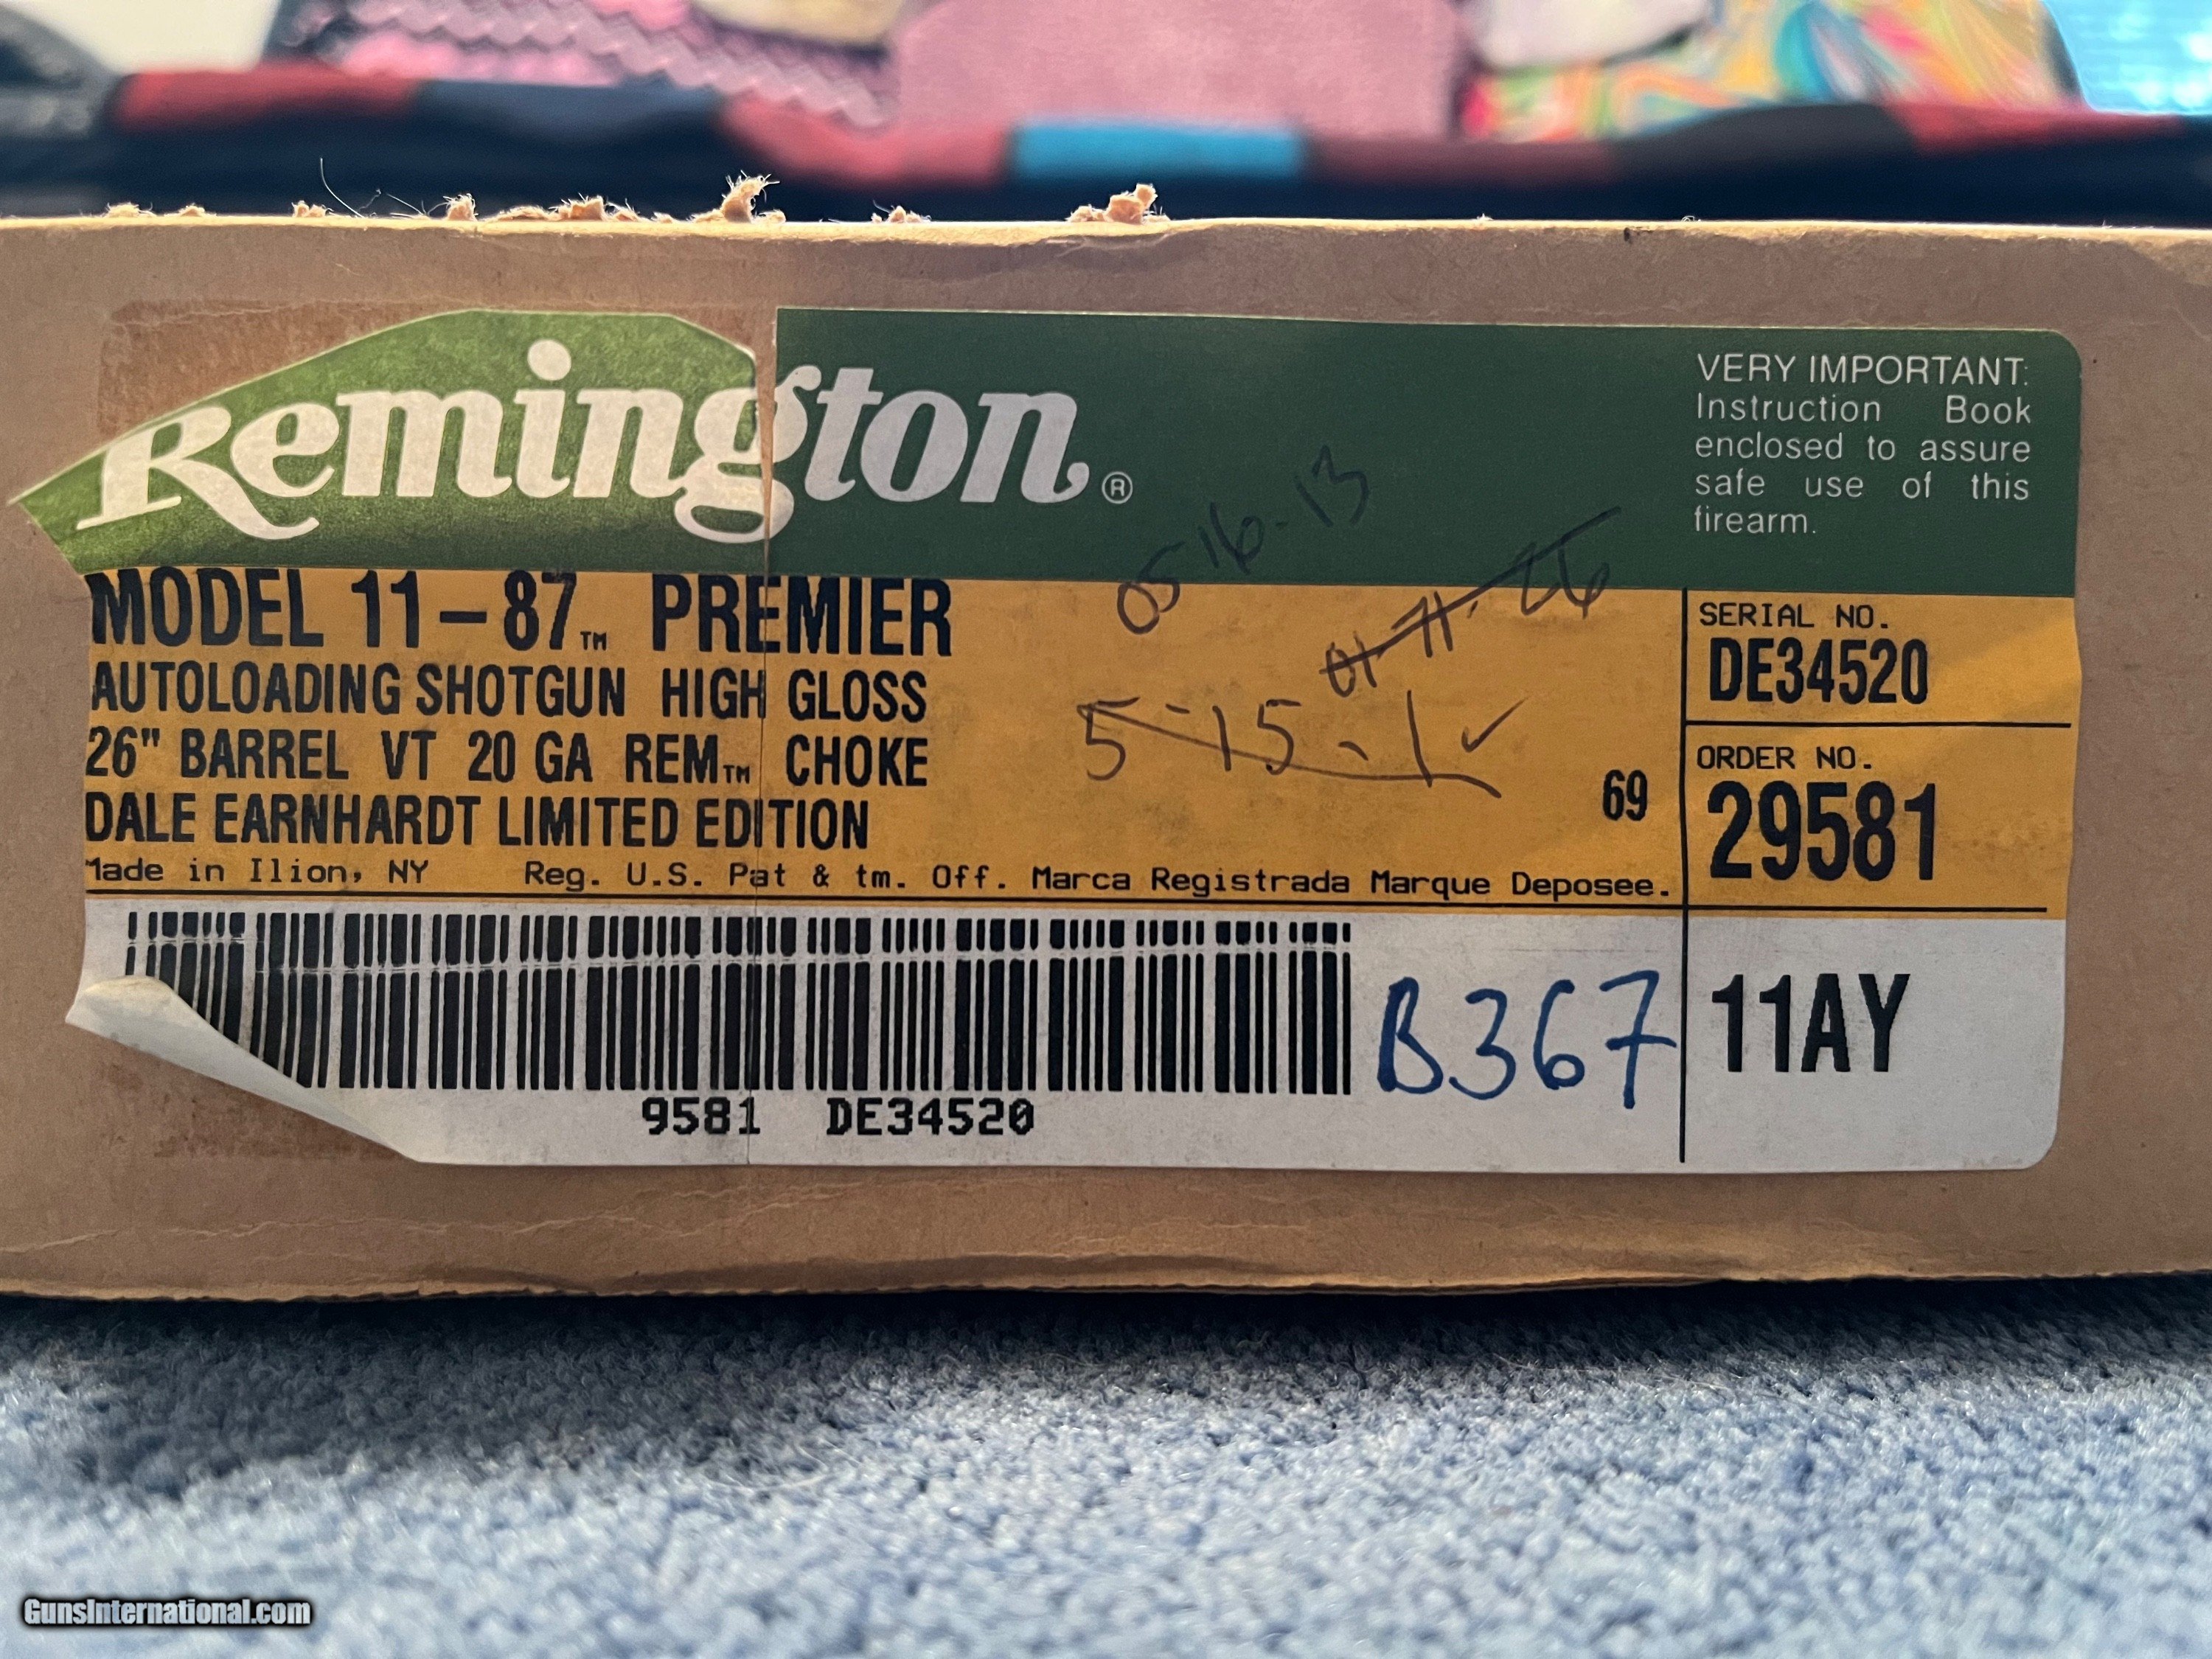 Remington®
VERY IMPORTANT:
Instruction Book
enclosed to assure
safe use of this
firearm.
0516-13
MODEL 11-87™ PREMIER
AUTOLOADING SHOTGUN HIGH GLOSS
26" BARREL VT 20 GA REM™ CHOKE
DALE EARNHARDT LIMITED EDITION
5-15-1✓
69
Made in Ilion, NY Reg. U.S. Pat & tm. Off. Marca Registrada Marque Deposee.
SERIAL NO.
DE34520
ORDER NO.
29581
9581 DE34520
B367
11AY
GunsInternational.com